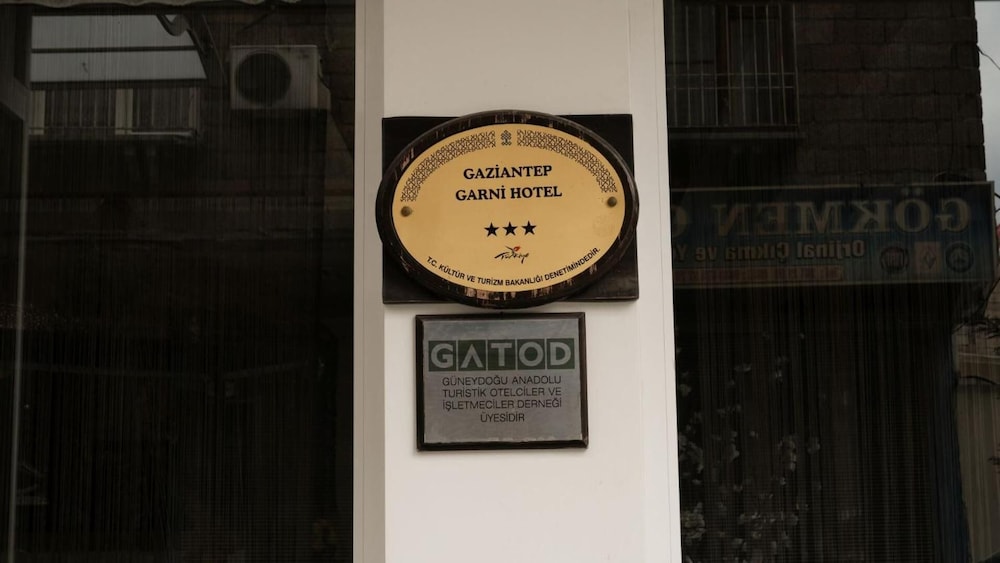 GAZİANTEP
GARNİ HOTEL
★★★
Türkiye
T.C. KÜLTÜR VE TURİZM BAKANLIĞI DENETİMİNDEDİR.
GATOD
GÜNEYDOĞU ANADOLU
TURİSTİK OTELCİLER VE
İŞLETMECİLER DERNEĞİ
ÜYESİDİR
GÖKMEN
Orjinal Çıkma ve